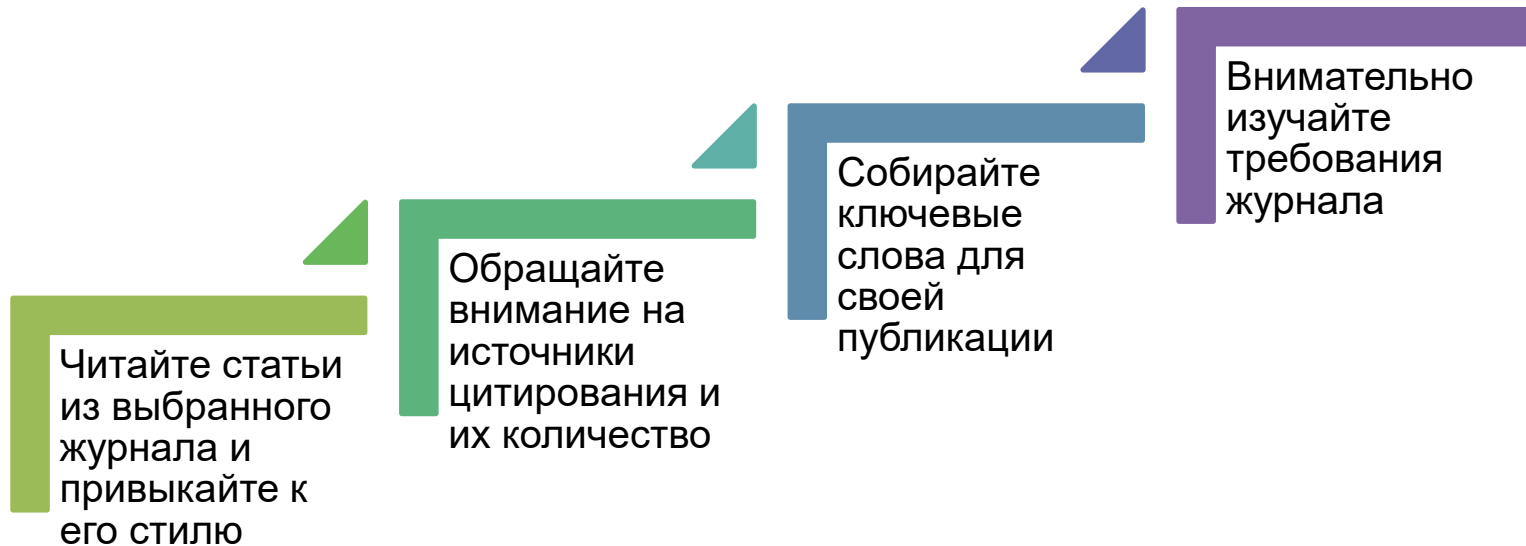 Читайте статьи
из выбранного
журнала и
привыкайте к
его стилю
Обращайте
внимание на
источники
цитирования и
их количество
Собирайте
ключевые
слова для
своей
публикации
Внимательно
изучайте
требования
журнала